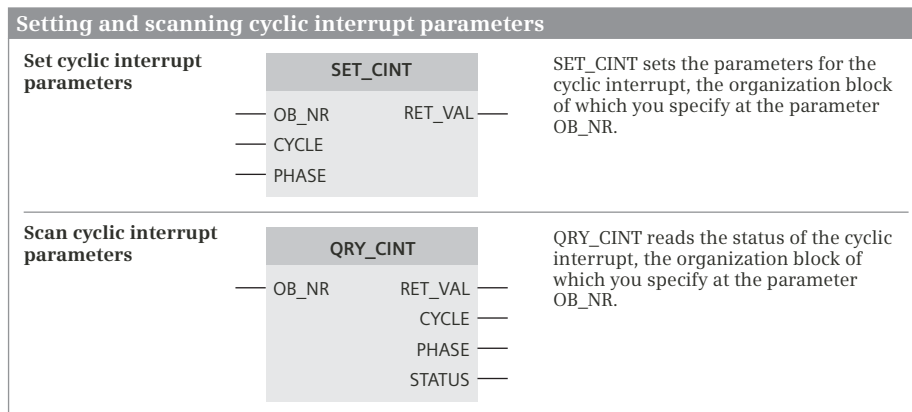 Setting and scanning cyclic interrupt parameters
Set cyclic interrupt
parameters
SET_CINT
OB_NR RET_VAL
CYCLE
PHASE
SET_CINT sets the parameters for the
cyclic interrupt, the organization block
of which you specify at the parameter
OB_NR.
Scan cyclic interrupt
parameters
QRY_CINT
OB_NR RET_VAL
CYCLE
PHASE
STATUS
QRY_CINT reads the status of the cyclic
interrupt, the organization block of
which you specify at the parameter
OB_NR.